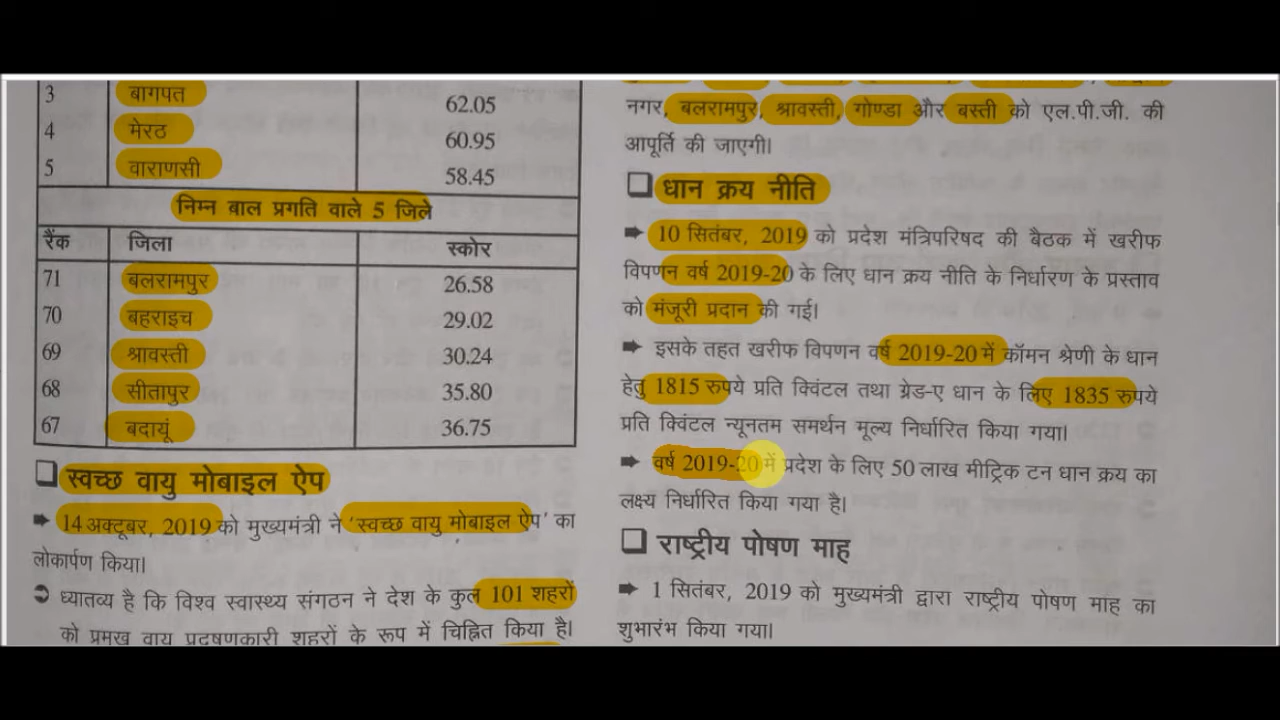 3 बागपत 62.05
4 मेरठ 60.95
5 वाराणसी 58.45
निम्न बाल प्रगति वाले 5 जिले
रैंक जिला स्कोर
71 बलरामपुर 26.58
70 बहराइच 29.02
69 श्रावस्ती 30.24
68 सीतापुर 35.80
67 बदायूं 36.75
❑ स्वच्छ वायु मोबाइल ऐप
➡ 14 अक्टूबर, 2019 को मुख्यमंत्री ने 'स्वच्छ वायु मोबाइल ऐप' का
लोकार्पण किया।
➲ ध्यातव्य है कि विश्व स्वास्थ्य संगठन ने देश के कुल 101 शहरों
को प्रमुख वायु प्रदूषणकारी शहरों के रूप में चिह्नित किया है।
नगर, बलरामपुर, श्रावस्ती, गोण्डा और बस्ती को एल.पी.जी. की
आपूर्ति की जाएगी।
❑ धान क्रय नीति
➡ 10 सितंबर, 2019 को प्रदेश मंत्रिपरिषद की बैठक में खरीफ
विपणन वर्ष 2019-20 के लिए धान क्रय नीति के निर्धारण के प्रस्ताव
को मंजूरी प्रदान की गई।
➡ इसके तहत खरीफ विपणन वर्ष 2019-20 में कॉमन श्रेणी के धान
हेतु 1815 रुपये प्रति क्विंटल तथा ग्रेड-ए धान के लिए 1835 रुपये
प्रति क्विंटल न्यूनतम समर्थन मूल्य निर्धारित किया गया।
➡ वर्ष 2019-20 में प्रदेश के लिए 50 लाख मीट्रिक टन धान क्रय का
लक्ष्य निर्धारित किया गया है।
❑ राष्ट्रीय पोषण माह
➡ 1 सितंबर, 2019 को मुख्यमंत्री द्वारा राष्ट्रीय पोषण माह का
शुभारंभ किया गया।